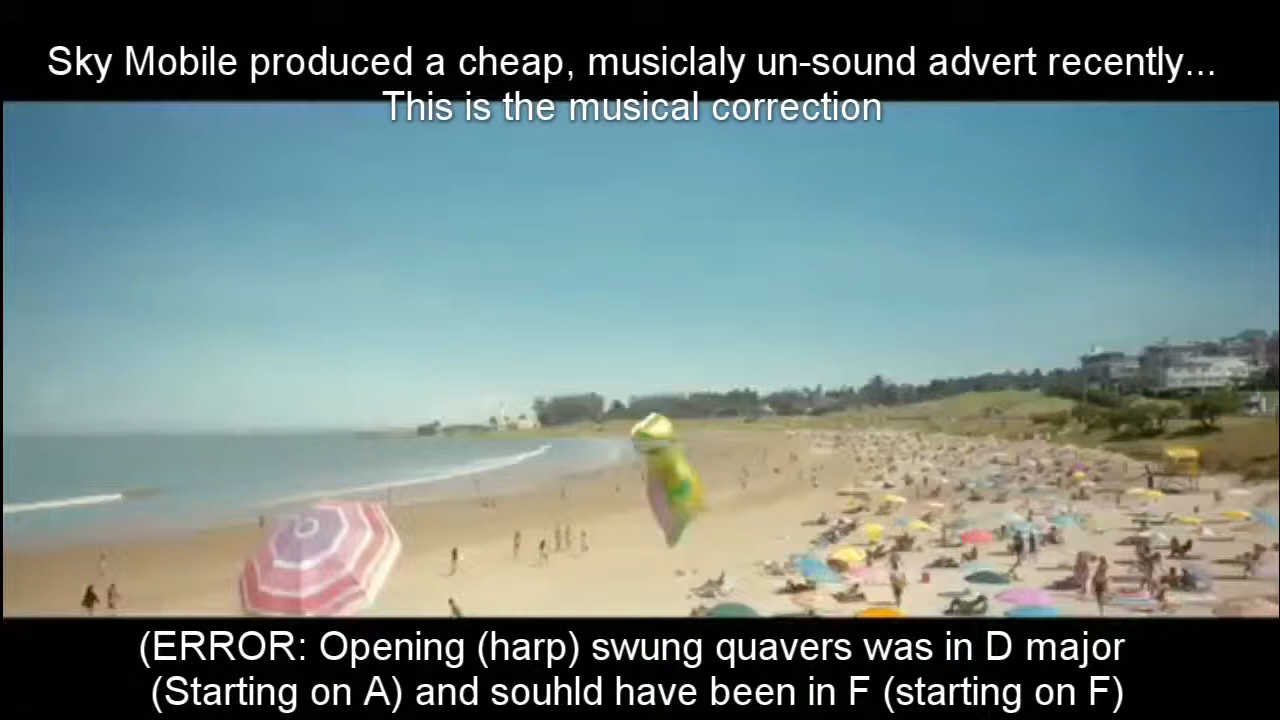 Sky Mobile produced a cheap, musiclaly un-sound advert recently...
This is the musical correction
(ERROR: Opening (harp) swung quavers was in D major
(Starting on A) and souhld have been in F (starting on F)